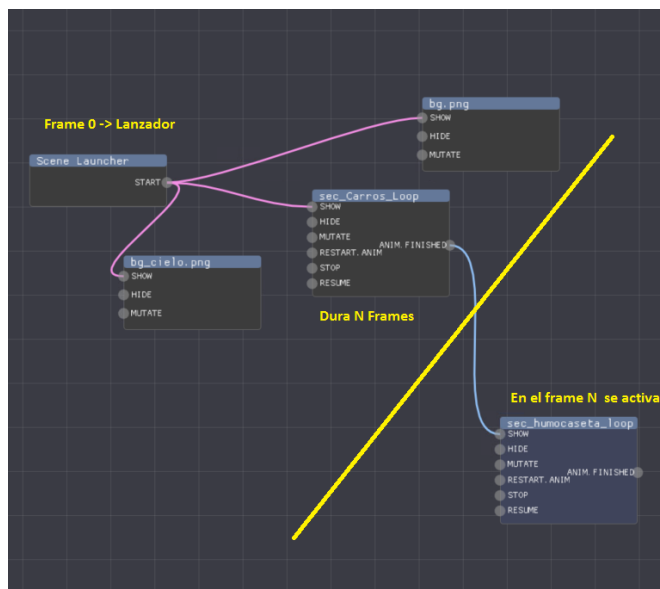 bg.png
SHOW
HIDE
MUTATE
Frame 0 -> Lanzador
Scene Launcher
START
sec_Carros_Loop
SHOW
HIDE
MUTATE
RESTART. ANIM
STOP
RESUME
ANIM. FINISHED
bg_cielo.png
SHOW
HIDE
MUTATE
Dura N Frames
En el frame N se activa
sec_humocaseta_loop
SHOW
HIDE
MUTATE
RESTART. ANIM
STOP
RESUME
ANIM. FINISHED